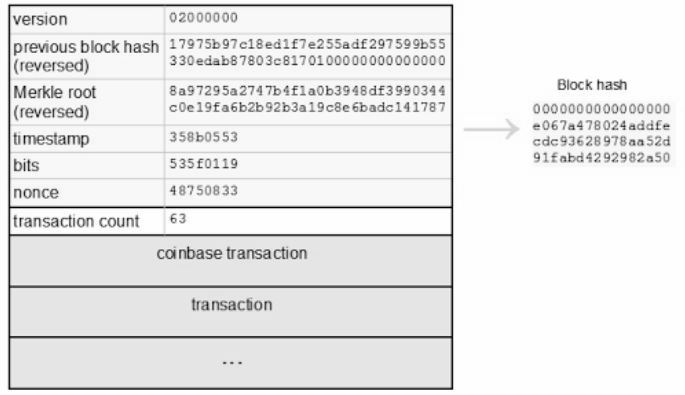 version 02000000
previous block hash 17975b97c18ed1f7e255adf297599b55
(reversed) 330edab87803c8170100000000000000
Merkle root 8a97295a2747b4f1a0b3948df3990344
(reversed) c0e19fa6b2b92b3a19c8e6badc141787
timestamp 358b0553
bits 535f0119
nonce 48750833
transaction count 63
coinbase transaction
transaction
...
Block hash
0000000000000000
e067a478024addfe
cdc93628978aa52d
91fabd4292982a50